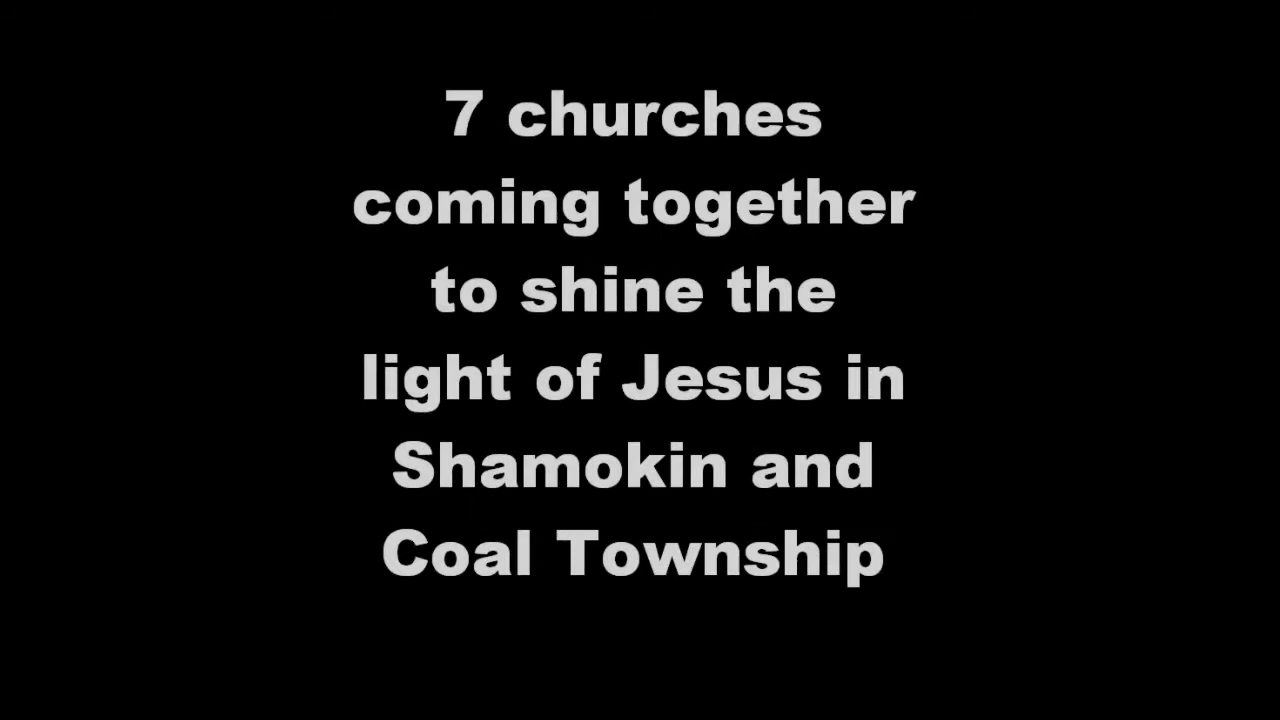 7 churches
coming together
to shine the
light of Jesus in
Shamokin and
Coal Township